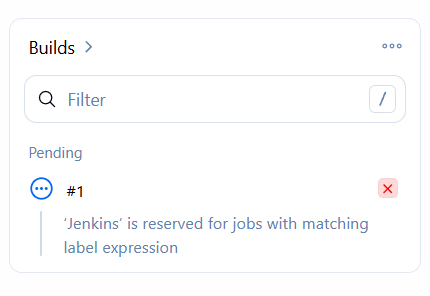 Builds
Filter /
Pending
#1
‘Jenkins’ is reserved for jobs with matching
label expression